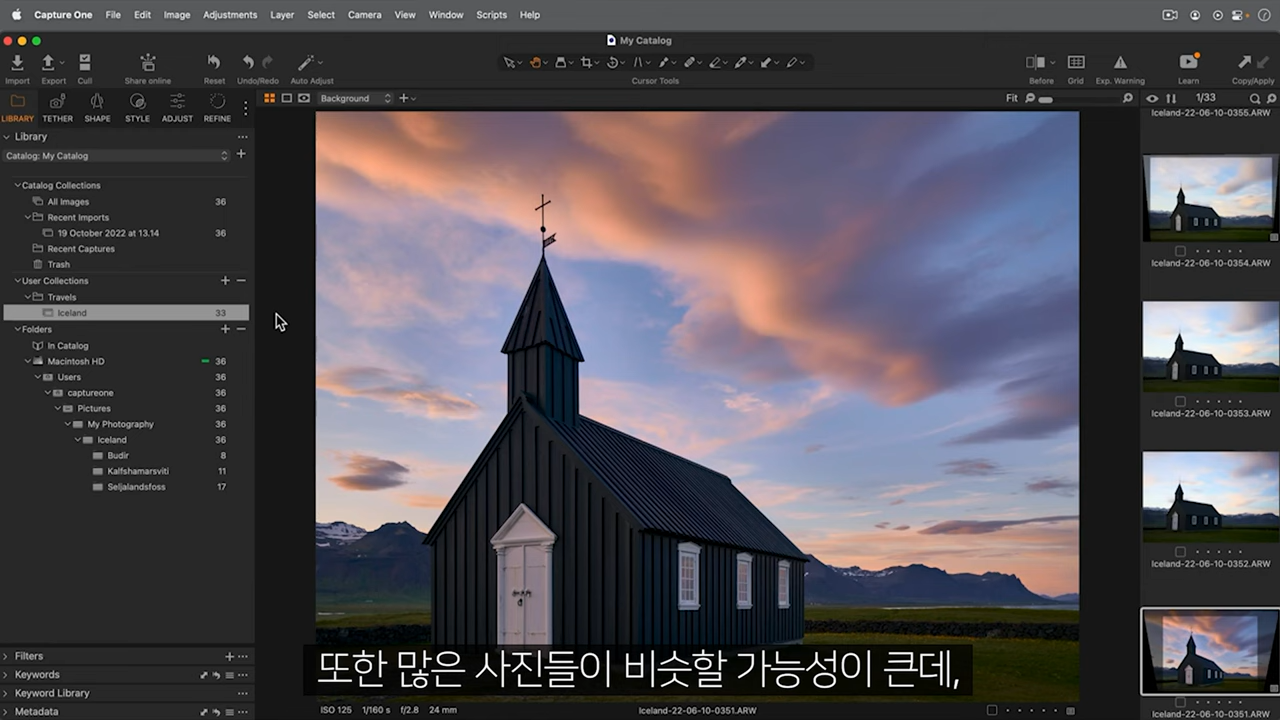 Capture One File Edit Image Adjustments Layer Select Camera View Window Scripts Help
My Catalog
Import Export Cull Share online Reset Undo/Redo Auto Adjust Cursor Tools Before Grid Exp. Warning Learn Copy/Apply
LIBRARY TETHER SHAPE STYLE ADJUST REFINE
Background
Fit
1/33
Library
Catalog: My Catalog
Catalog Collections
All Images 36
Recent Imports
19 October 2022 at 13.14 36
Recent Captures
Trash
User Collections
Travels
Iceland 33
Folders
In Catalog
Macintosh HD 36
Users 36
captureone 36
Pictures 36
My Photography 36
Iceland 36
Budir 8
Kalfshamarsviti 11
Seljalandsfoss 17
Filters
Keywords
Keyword Library
Metadata
또한 많은 사진들이 비슷할 가능성이 큰데,
ISO 125 1/160 s f/2.8 24 mm
Iceland-22-06-10-0351.ARW
Iceland-22-06-10-0355.ARW
Iceland-22-06-10-0354.ARW
Iceland-22-06-10-0353.ARW
Iceland-22-06-10-0352.ARW
Iceland-22-06-10-0351.ARW